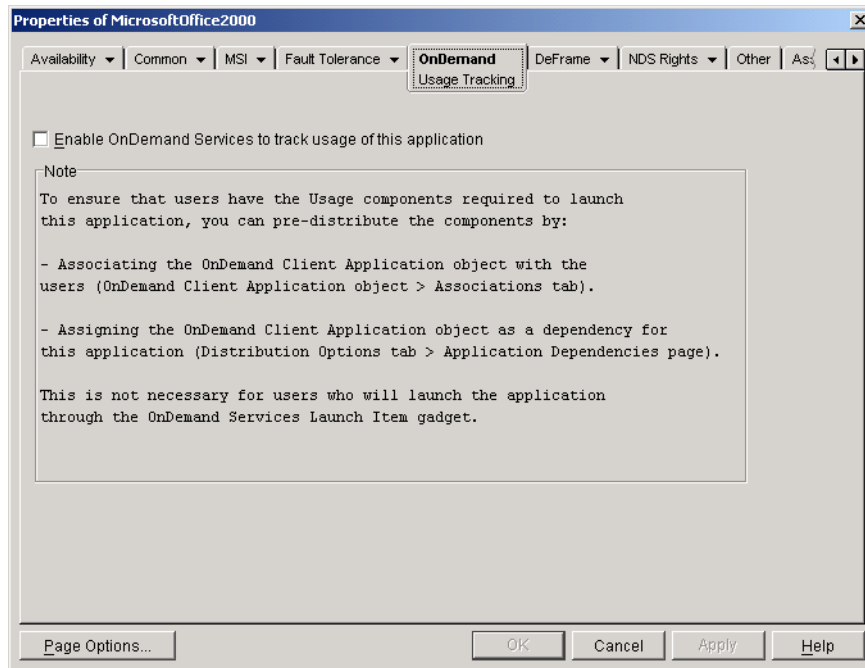 Properties of MicrosoftOffice2000
Availability Common MSI Fault Tolerance OnDemand DeFrame NDS Rights Other
Usage Tracking
Enable OnDemand Services to track usage of this application
Note
To ensure that users have the Usage components required to launch
this application, you can pre-distribute the components by:
- Associating the OnDemand Client Application object with the
users (OnDemand Client Application object > Associations tab).
- Assigning the OnDemand Client Application object as a dependency for
this application (Distribution Options tab > Application Dependencies page).
This is not necessary for users who will launch the application
through the OnDemand Services Launch Item gadget.
Page Options... OK Cancel Apply Help